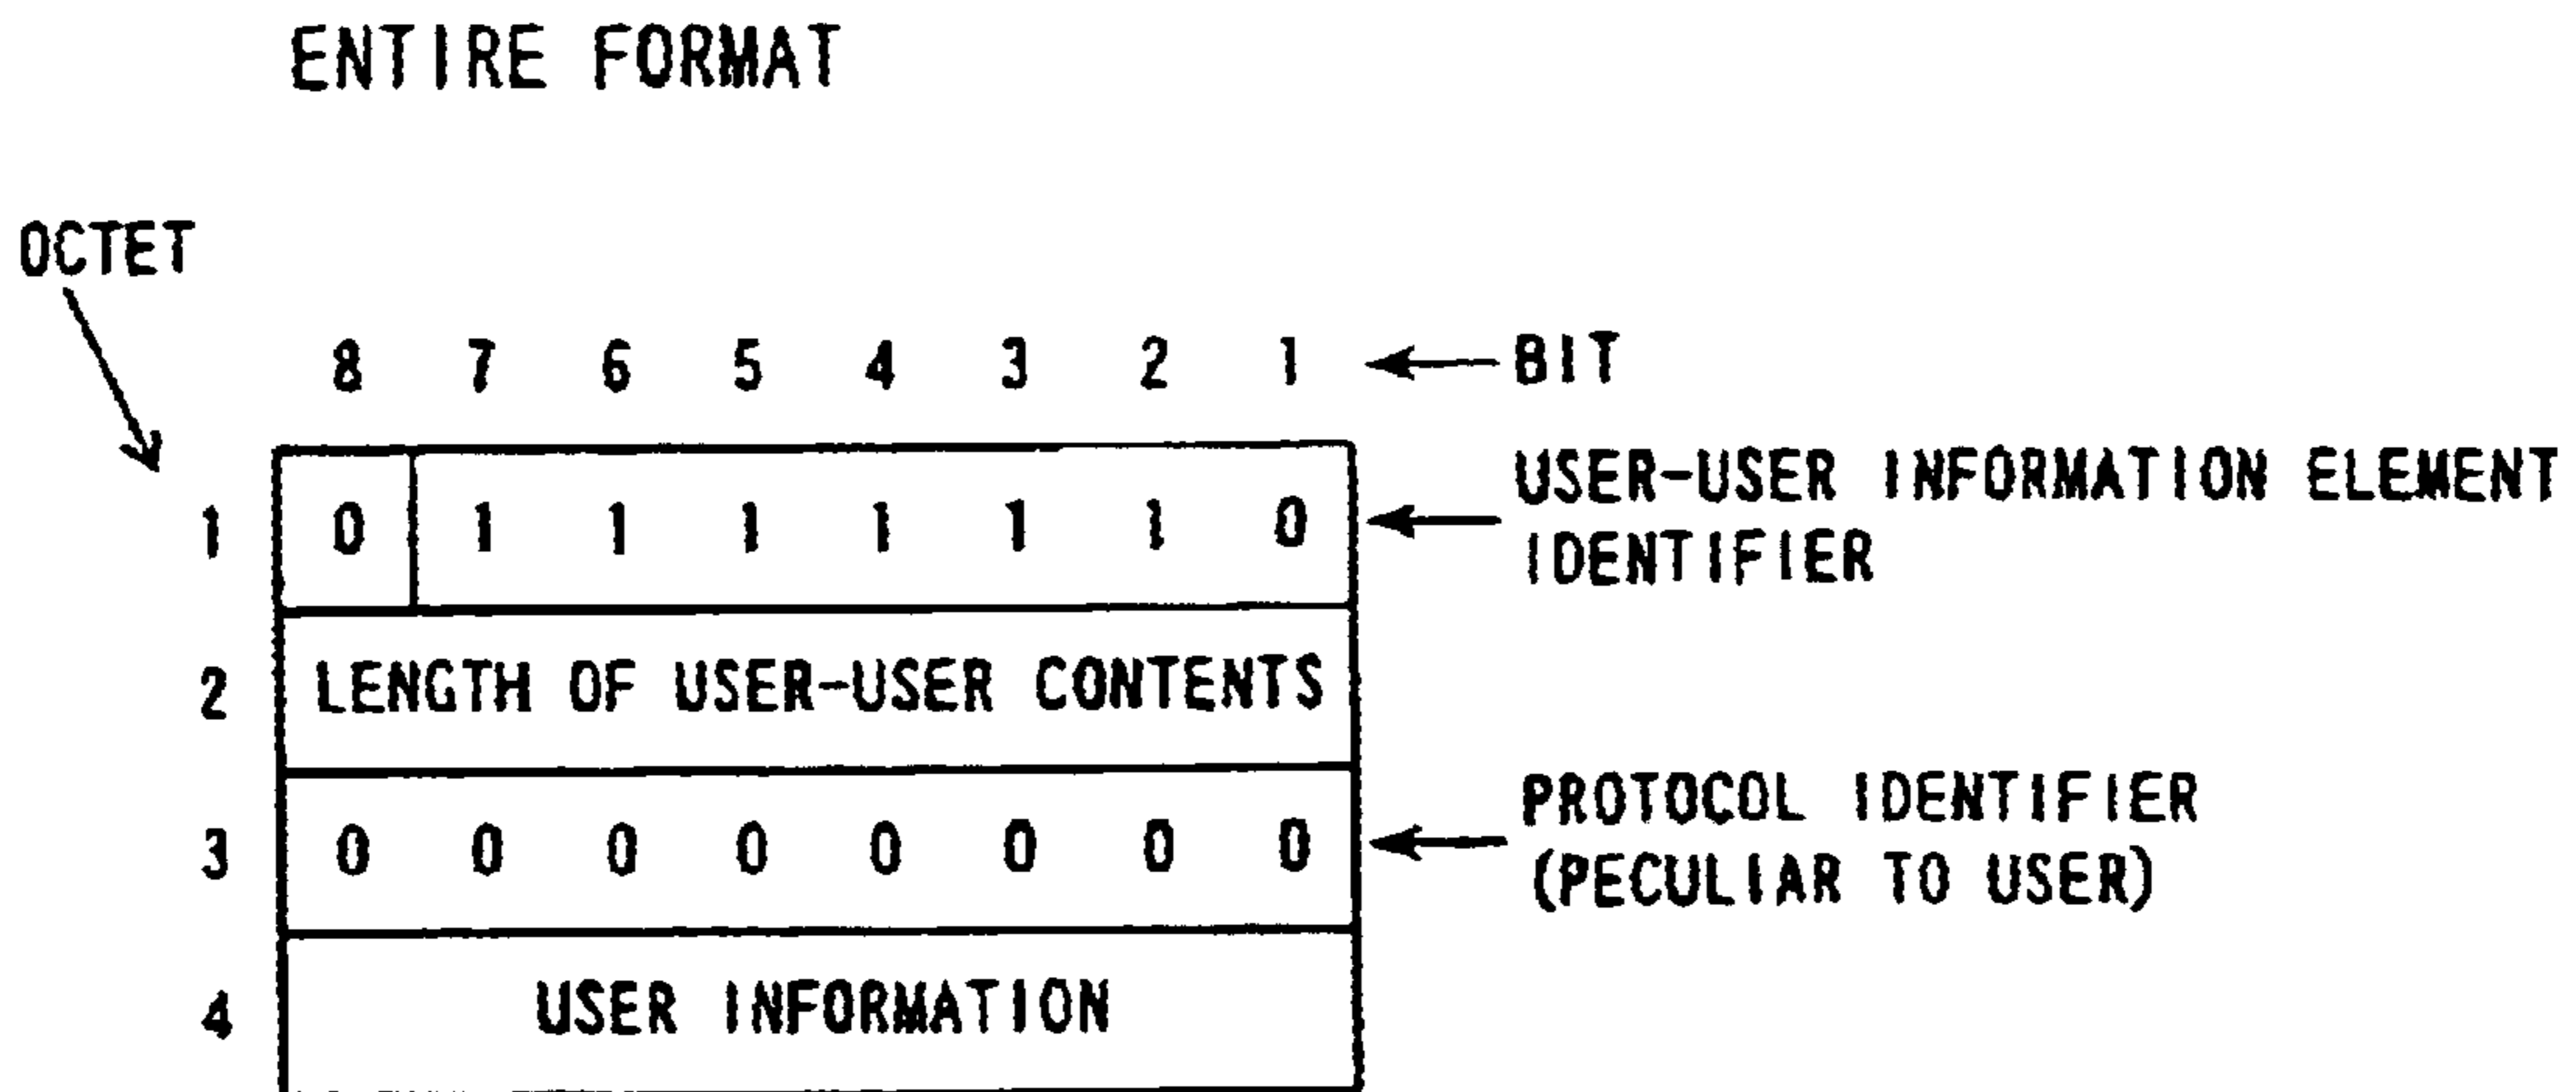 ENTIRE FORMAT
OCTET
8 7 6 5 4 3 2 1 BIT
1 0 1 1 1 1 1 1 0 USER-USER INFORMATION ELEMENT
IDENTIFIER
2 LENGTH OF USER-USER CONTENTS
3 0 0 0 0 0 0 0 0 PROTOCOL IDENTIFIER
(PECULIAR TO USER)
4 USER INFORMATION